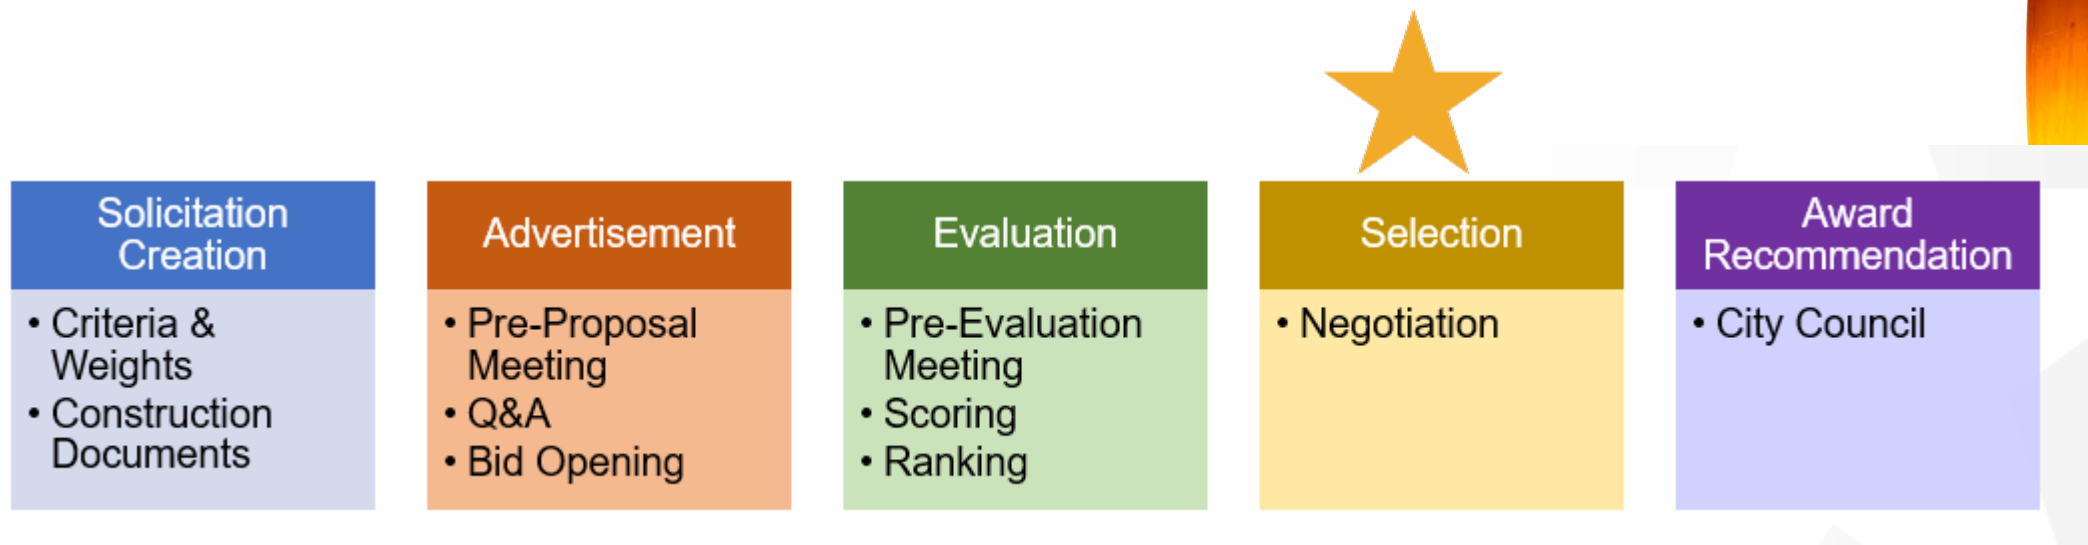 Solicitation
Creation
• Criteria &
Weights
• Construction
Documents
Advertisement
• Pre-Proposal
Meeting
• Q&A
• Bid Opening
Evaluation
• Pre-Evaluation
Meeting
• Scoring
• Ranking
Selection
• Negotiation
Award
Recommendation
• City Council